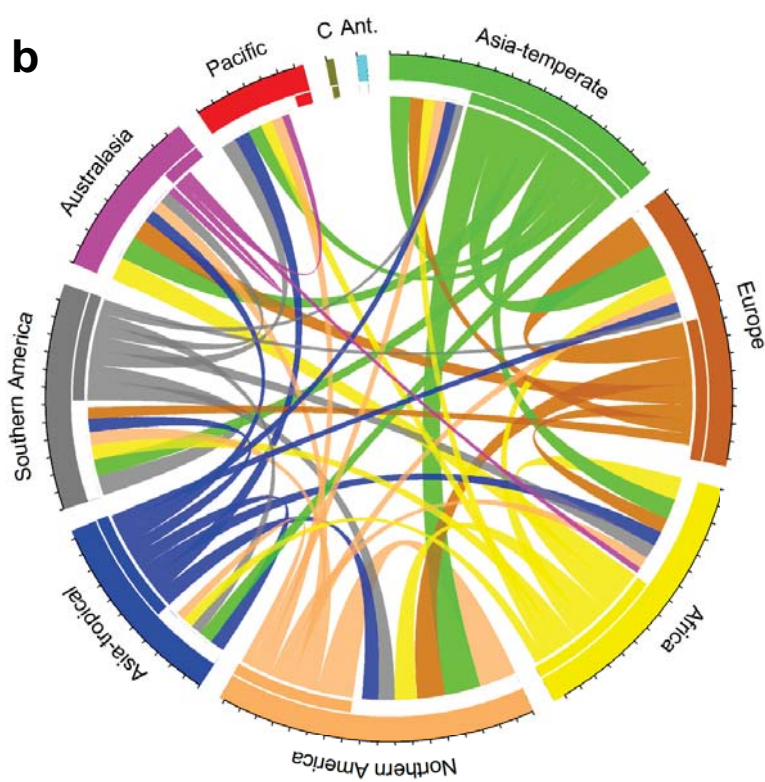 b
Pacific
C
Ant.
Asia-temperate
Europe
Africa
Northern America
Asia-tropical
Southern America
Australasia